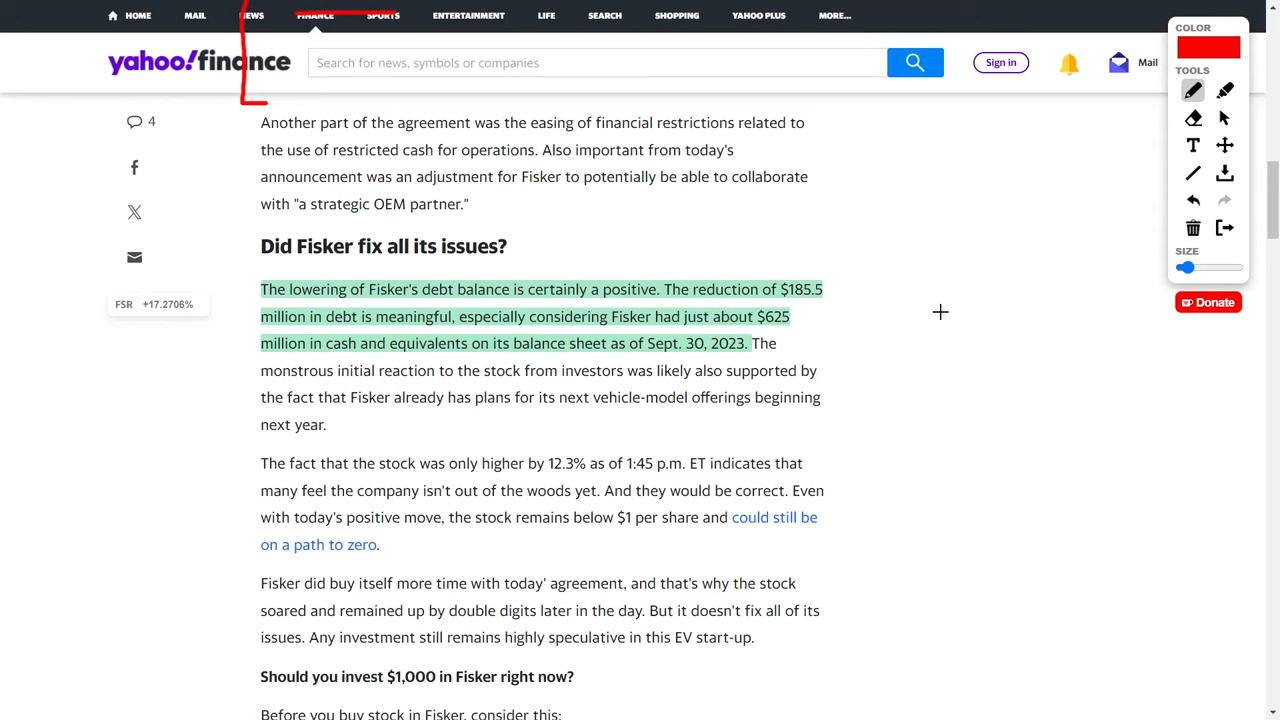 HOME MAIL NEWS FINANCE SPORTS ENTERTAINMENT LIFE SEARCH SHOPPING YAHOO PLUS MORE...
yahoo!finance
Search for news, symbols or companies
Sign in
Mail
COLOR
TOOLS
T
SIZE
Donate
4
FSR +17.2706%
Another part of the agreement was the easing of financial restrictions related to
the use of restricted cash for operations. Also important from today's
announcement was an adjustment for Fisker to potentially be able to collaborate
with "a strategic OEM partner."
Did Fisker fix all its issues?
The lowering of Fisker's debt balance is certainly a positive. The reduction of $185.5
million in debt is meaningful, especially considering Fisker had just about $625
million in cash and equivalents on its balance sheet as of Sept. 30, 2023. The
monstrous initial reaction to the stock from investors was likely also supported by
the fact that Fisker already has plans for its next vehicle-model offerings beginning
next year.
The fact that the stock was only higher by 12.3% as of 1:45 p.m. ET indicates that
many feel the company isn't out of the woods yet. And they would be correct. Even
with today's positive move, the stock remains below $1 per share and could still be
on a path to zero.
Fisker did buy itself more time with today' agreement, and that's why the stock
soared and remained up by double digits later in the day. But it doesn't fix all of its
issues. Any investment still remains highly speculative in this EV start-up.
Should you invest $1,000 in Fisker right now?
Before you buy stock in Fisker, consider this: